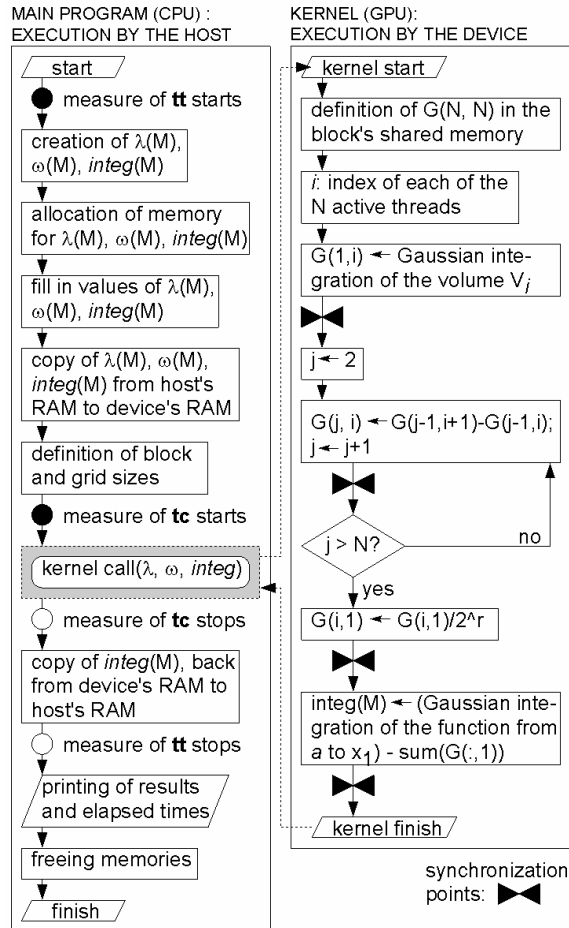 MAIN PROGRAM (CPU) :
EXECUTION BY THE HOST
start
measure of tt starts
creation of λ(M),
ω(M), integ(M)
allocation of memory
for λ(M), ω(M), integ(M)
fill in values of λ(M),
ω(M), integ(M)
copy of λ(M), ω(M),
integ(M) from host's
RAM to device's RAM
definition of block
and grid sizes
measure of tc starts
kernel call(λ, ω, integ)
measure of tc stops
copy of integ(M), back
from device's RAM to
host's RAM
measure of tt stops
printing of results
and elapsed times
freeing memories
finish
KERNEL (GPU):
EXECUTION BY THE DEVICE
kernel start
definition of G(N, N) in the
block's shared memory
i: index of each of the
N active threads
G(1,i) ← Gaussian inte-
gration of the volume Vi
j← 2
G(j, i) ← G(j-1,i+1)-G(j-1,i);
j← j+1
j > N?
no
yes
G(i,1) ← G(i,1)/2^r
integ(M) ← (Gaussian inte-
gration of the function from
a to x1) - sum(G(:,1))
kernel finish
synchronization
points: